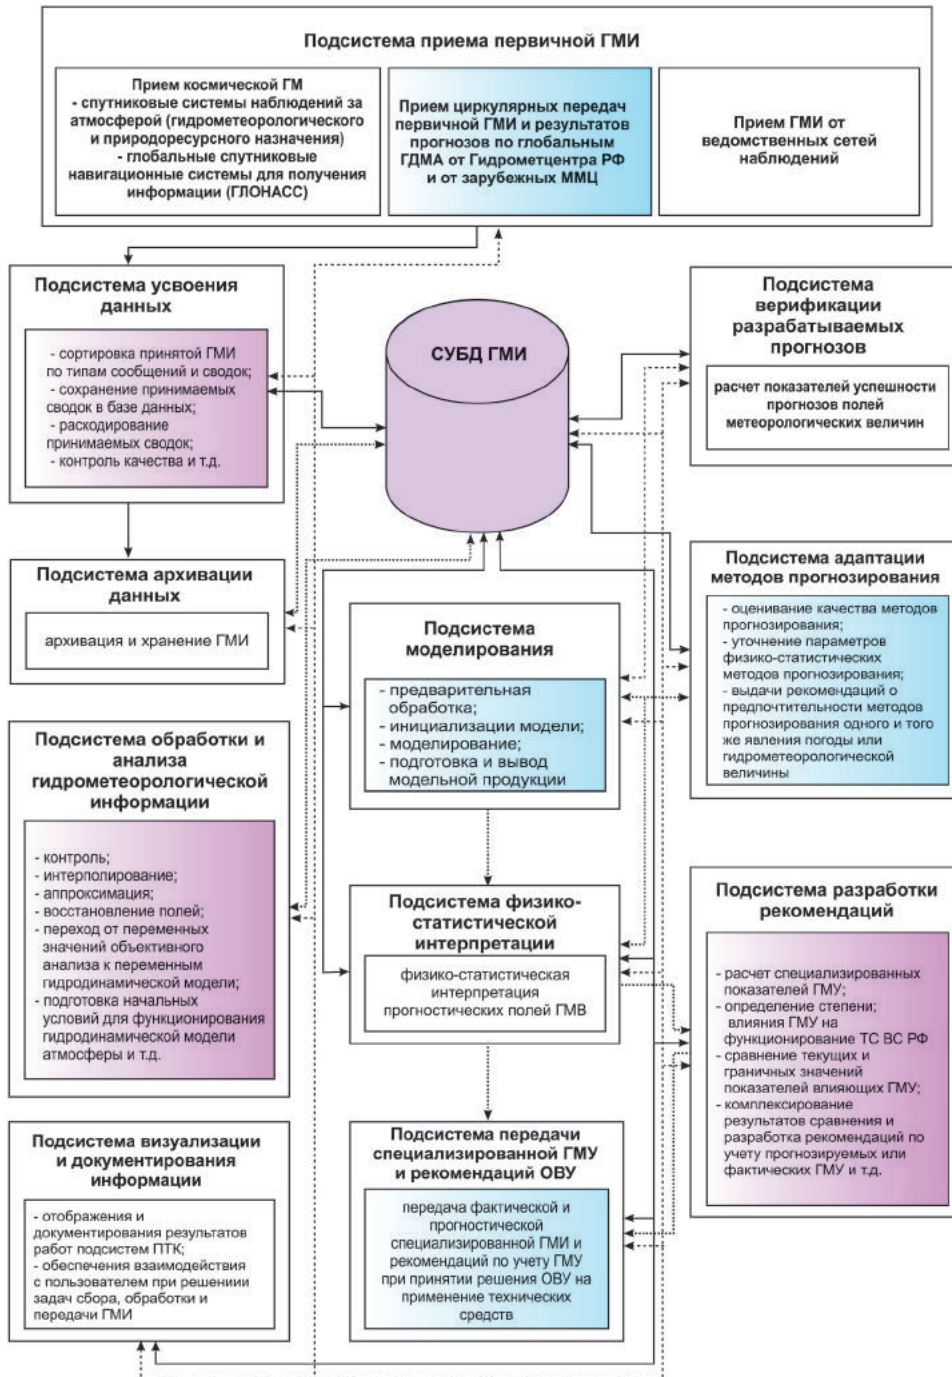 Подсистема приема первичной ГМИ
Прием космической ГМ
- спутниковые системы наблюдений за
атмосферой (гидрометеорологического
и природоресурсного назначения)
- глобальные спутниковые
навигационные системы для получения
информации (ГЛОНАСС)
Прием циркулярных передач
первичной ГМИ и результатов
прогнозов по глобальным
ГДМА от Гидрометцентра РФ
и от зарубежных ММЦ
Прием ГМИ от
ведомственных сетей
наблюдений
Подсистема усвоения
данных
- сортировка принятой ГМИ
по типам сообщений и сводок;
- сохранение принимаемых
сводок в базе данных;
- раскодирование
принимаемых сводок;
- контроль качества и т.д.
СУБД ГМИ
Подсистема
верификации
разрабатываемых
прогнозов
расчет показателей успешности
прогнозов полей
метеорологических величин
Подсистема архивации
данных
архивация и хранение ГМИ
Подсистема
моделирования
- предварительная
обработка;
- инициализации модели;
- моделирование;
- подготовка и вывод
модельной продукции
Подсистема адаптации
методов прогнозирования
- оценивание качества методов
прогнозирования;
- уточнение параметров
физико-статистических
методов прогнозирования;
- выдачи рекомендаций о
предпочтительности методов
прогнозирования одного и того
же явления погоды или
гидрометеорологической
величины
Подсистема обработки и
анализа
гидрометеорологической
информации
- контроль;
- интерполирование;
- аппроксимация;
- восстановление полей;
- переход от переменных
значений объективного
анализа к переменным
гидродинамической модели;
- подготовка начальных
условий для функционирования
гидродинамической модели
атмосферы и т.д.
Подсистема физико-
статистической
интерпретации
физико-статистическая
интерпретация
прогностических полей ГМВ
Подсистема разработки
рекомендаций
- расчет специализированных
показателей ГМУ;
- определение степени;
влияния ГМУ на
функционирование ТС ВС РФ
- сравнение текущих и
граничных значений
показателей влияющих ГМУ;
- комплексирование
результатов сравнения и
разработка рекомендаций по
учету прогнозируемых или
фактических ГМУ и т.д.
Подсистема визуализации
и документирования
информации
- отображения и
документирования результатов
работ подсистем ПТК;
- обеспечения взаимодействия
с пользователем при решениии
задач сбора, обработки и
передачи ГМИ
Подсистема передачи
специализированной ГМУ
и рекомендаций ОВУ
передача фактической и
прогностической
специализированной ГМИ и
рекомендаций по учету ГМУ
при принятии решения ОВУ на
применение технических
средств